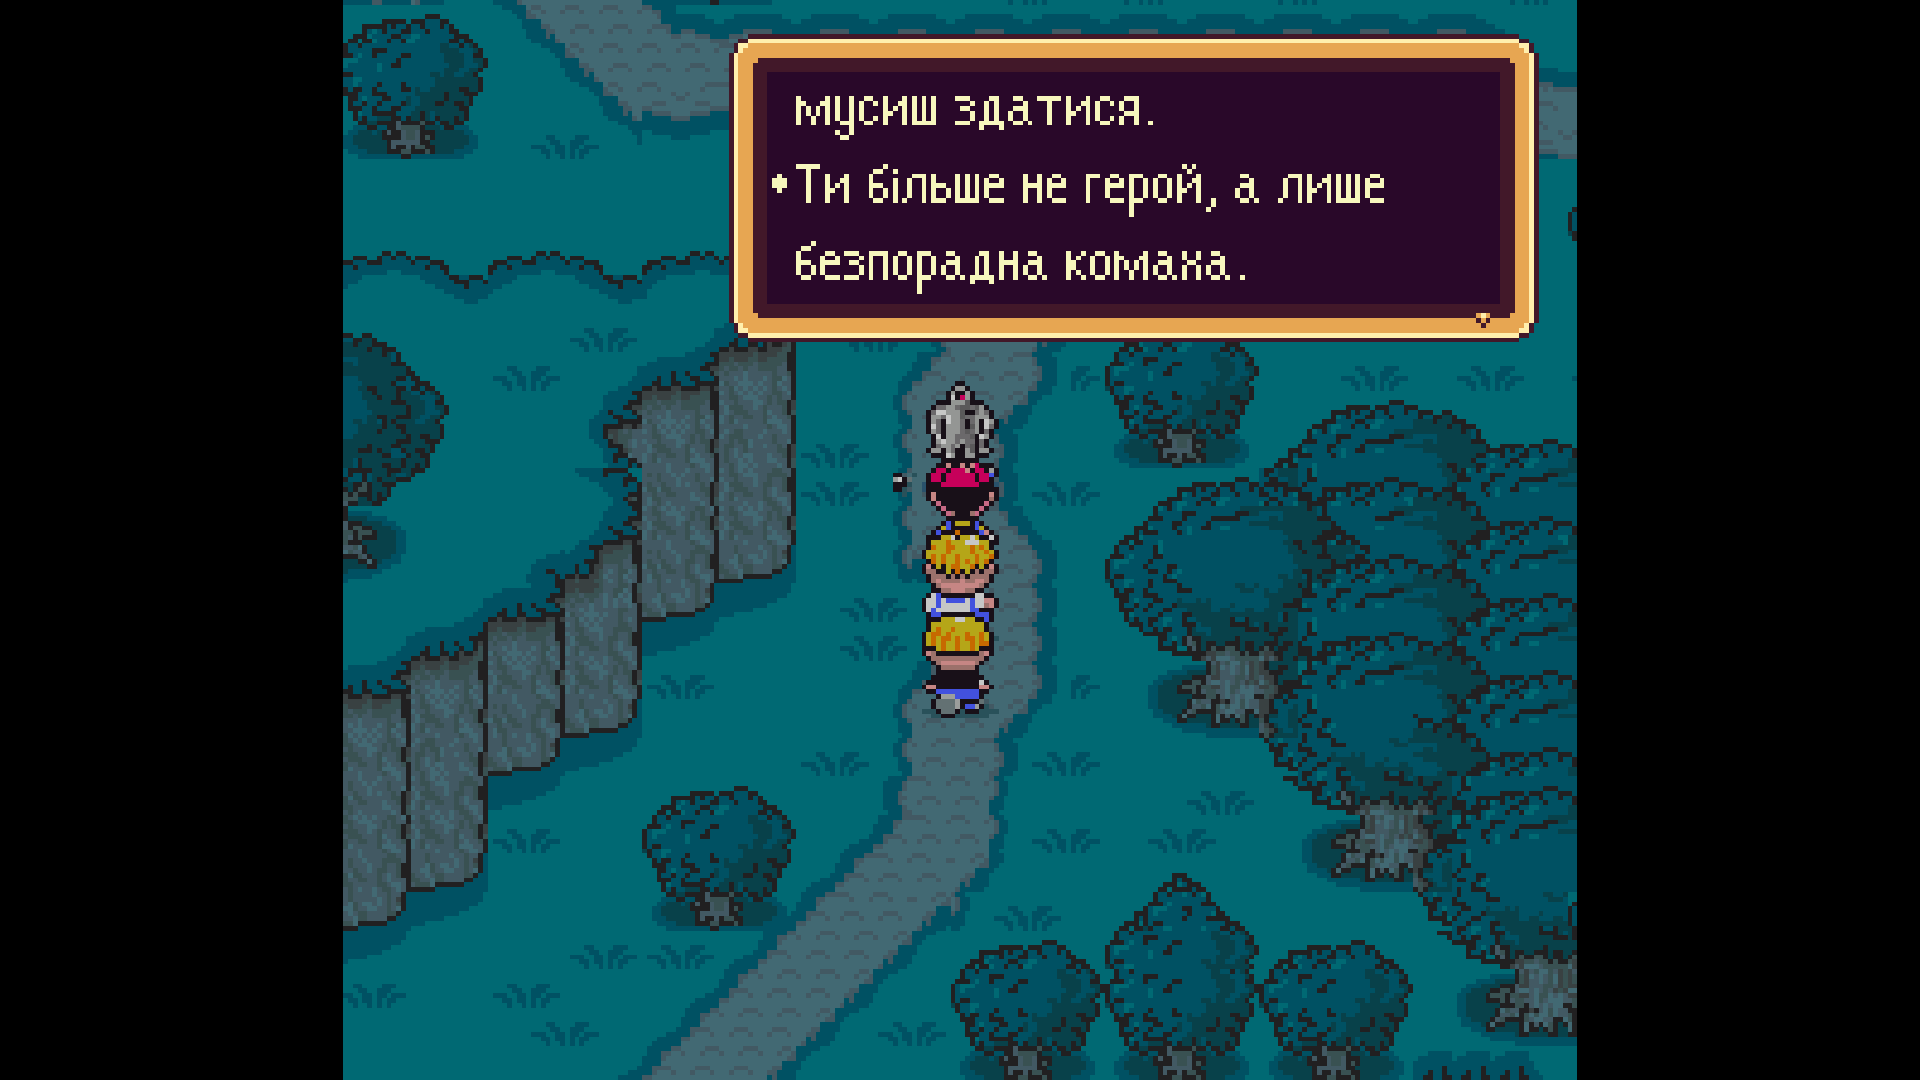 мусиш здатися.
•Ти більше не герой, а лише
безпорадна комаха.